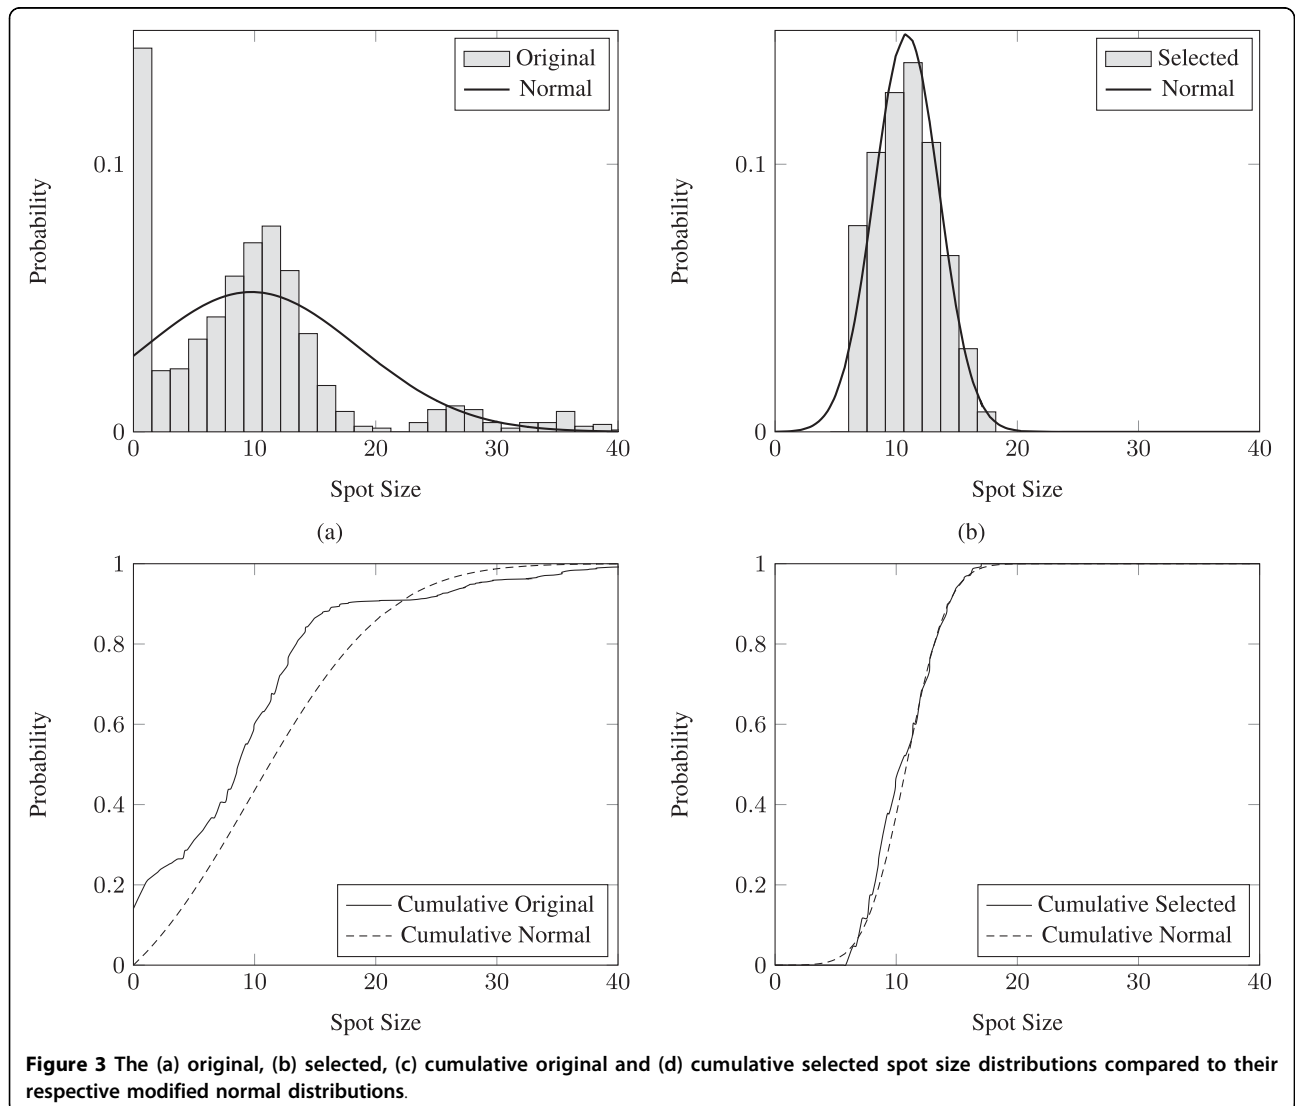 Original
Normal
0.1
0
0
10
20
30
40
Probability
Spot Size
(a)
Selected
Normal
0.1
0
0
10
20
30
40
Probability
Spot Size
(b)
1
0.8
0.6
0.4
0.2
0
0
10
20
30
40
Probability
Cumulative Original
Cumulative Normal
Spot Size
1
0.8
0.6
0.4
0.2
0
0
10
20
30
40
Probability
Cumulative Selected
Cumulative Normal
Spot Size
Figure 3 The (a) original, (b) selected, (c) cumulative original and (d) cumulative selected spot size distributions compared to their
respective modified normal distributions.